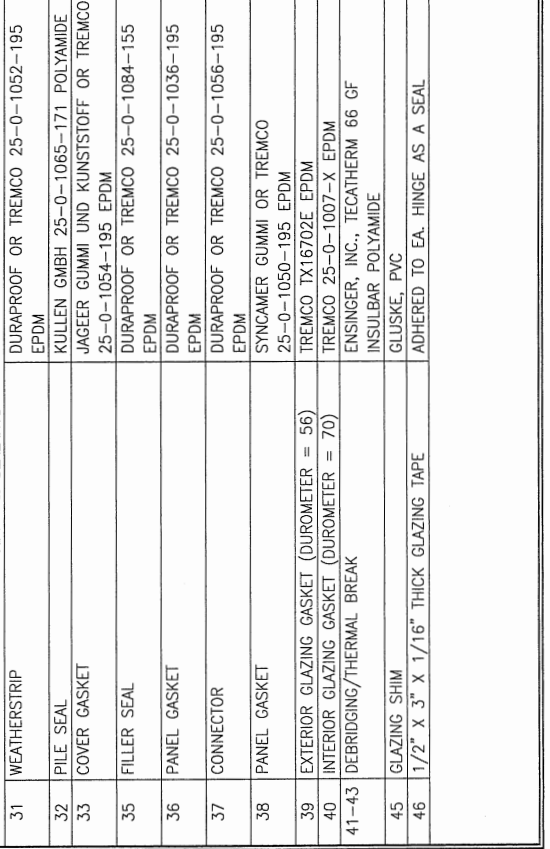 31 WEATHERSTRIP DURAPROOF OR TREMCO 25-0-1052-195
EPDM
32 PILE SEAL KULLEN GMBH 25-0-1065-171 POLYAMIDE
33 COVER GASKET JAGEER GUMMI UND KUNSTSTOFF OR TREMCO
25-0-1054-195 EPDM
35 FILLER SEAL DURAPROOF OR TREMCO 25-0-1084-155
EPDM
36 PANEL GASKET DURAPROOF OR TREMCO 25-0-1036-195
EPDM
37 CONNECTOR DURAPROOF OR TREMCO 25-0-1056-195
EPDM
38 PANEL GASKET SYNCAMER GUMMI OR TREMCO
25-0-1050-195 EPDM
39 EXTERIOR GLAZING GASKET (DUROMETER = 56) TREMCO TX16702E EPDM
40 INTERIOR GLAZING GASKET (DUROMETER = 70) TREMCO 25-0-1007-X EPDM
41-43 DEBRIDGING/THERMAL BREAK ENSINGER, INC., TECATHERM 66 GF
INSULBAR POLYAMIDE
45 GLAZING SHIM GLUSKE, PVC
46 1/2" X 3" X 1/16" THICK GLAZING TAPE ADHERED TO EA. HINGE AS A SEAL